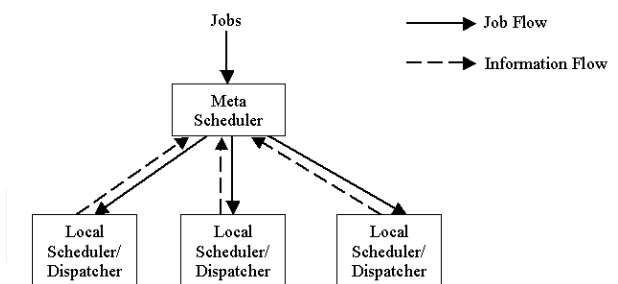 Jobs
Job Flow
Information Flow
Meta
Scheduler
Local
Scheduler/
Dispatcher
Local
Scheduler/
Dispatcher
Local
Scheduler/
Dispatcher